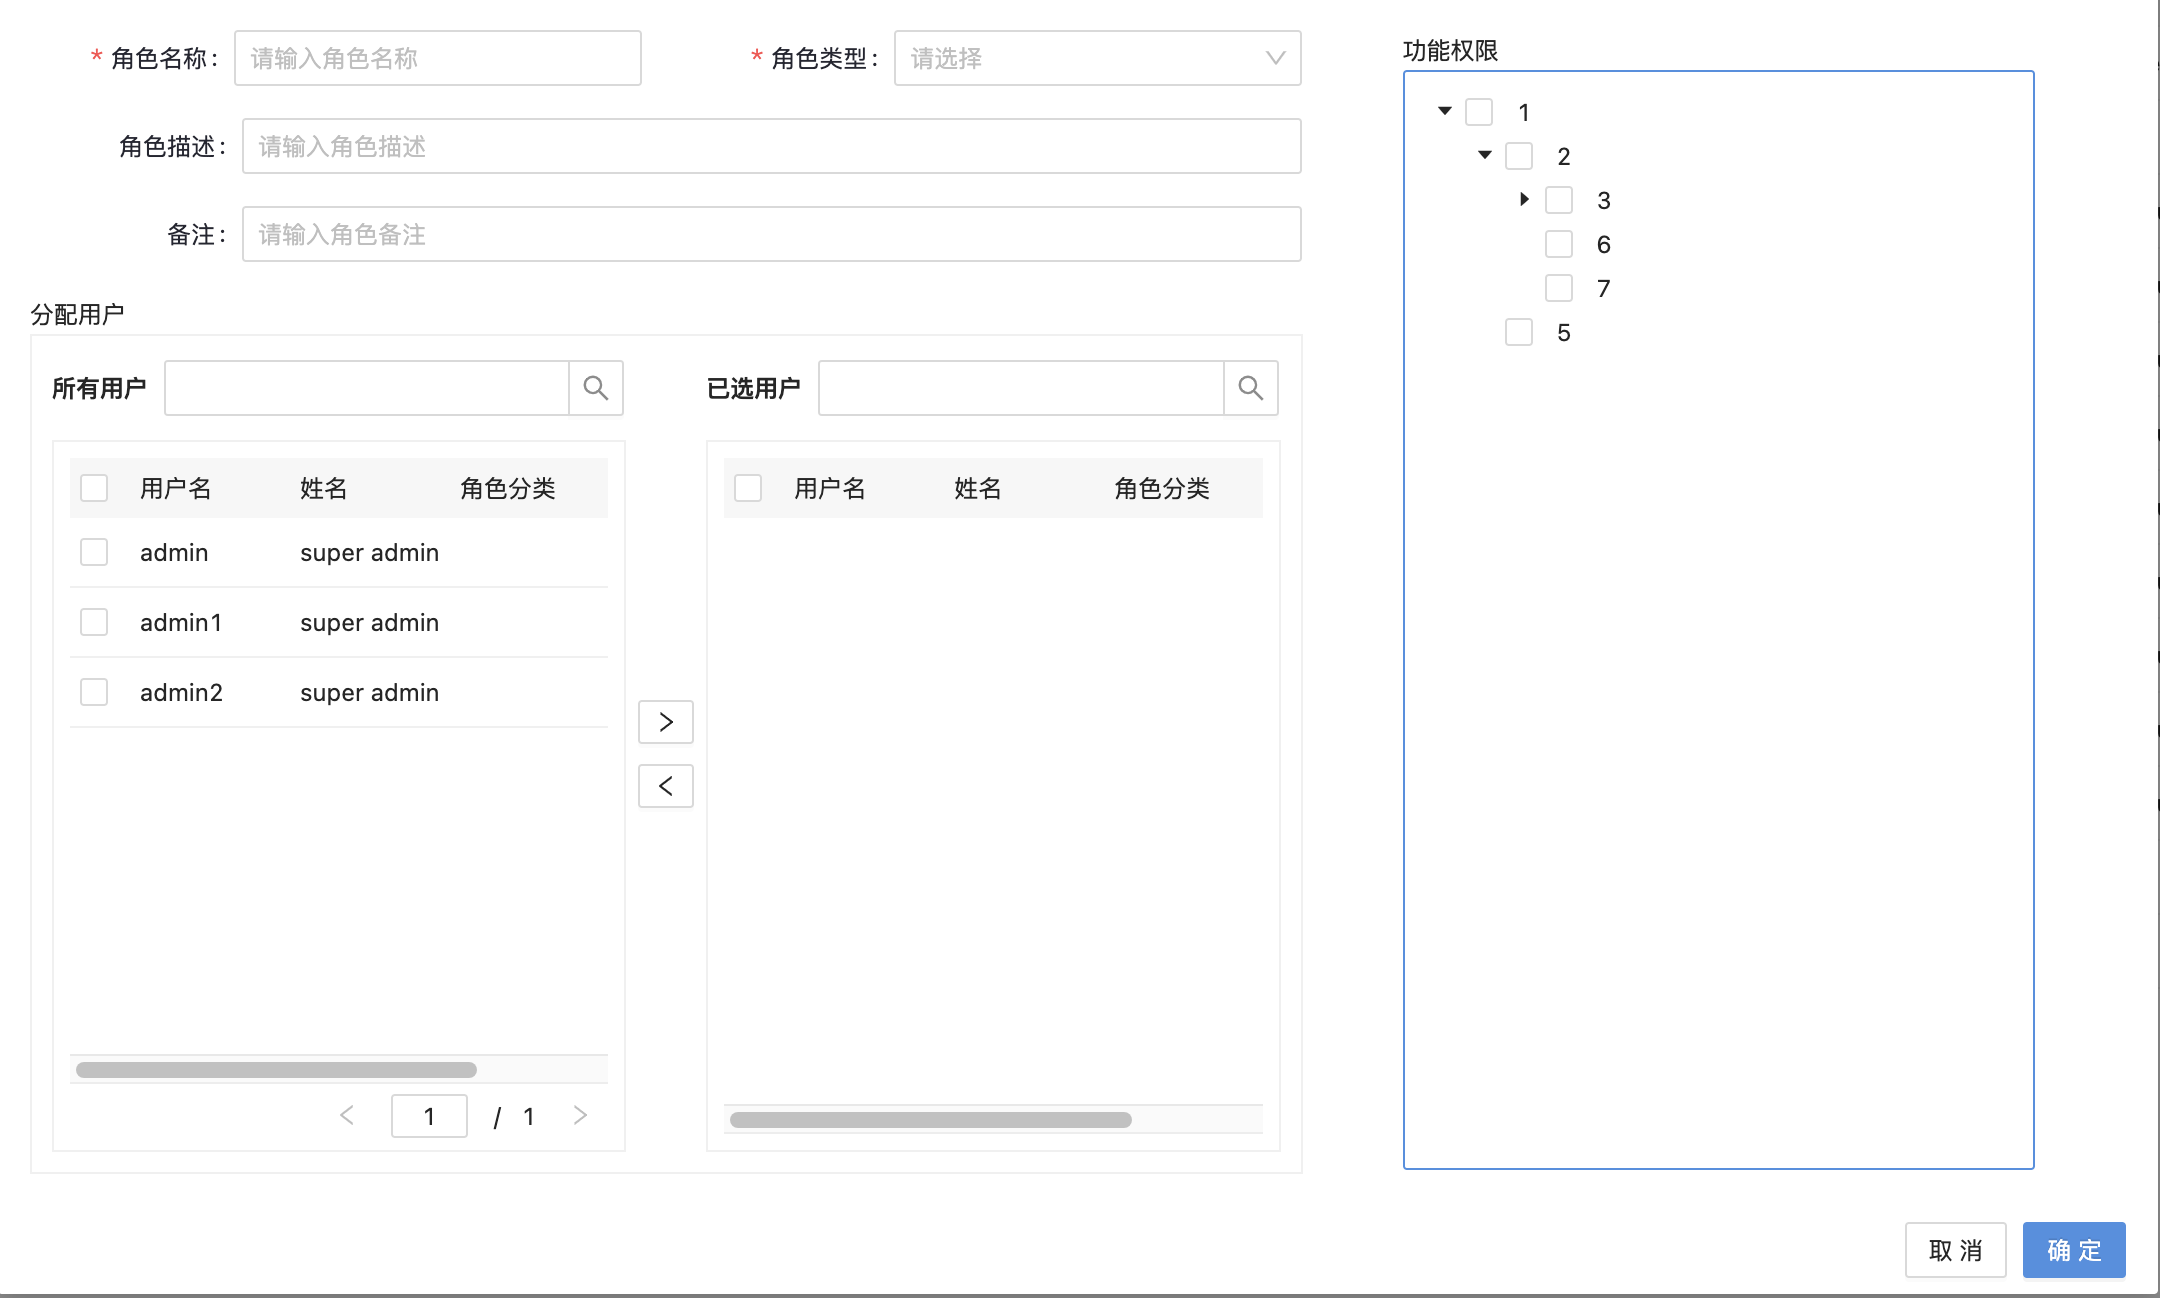 * 角色名称： 请输入角色名称
* 角色类型： 请选择
角色描述： 请输入角色描述
备注： 请输入角色备注
分配用户
所有用户
用户名 姓名 角色分类
admin super admin
admin1 super admin
admin2 super admin
1 / 1
>
<
已选用户
用户名 姓名 角色分类
功能权限
1
2
3
6
7
5
取 消
确 定